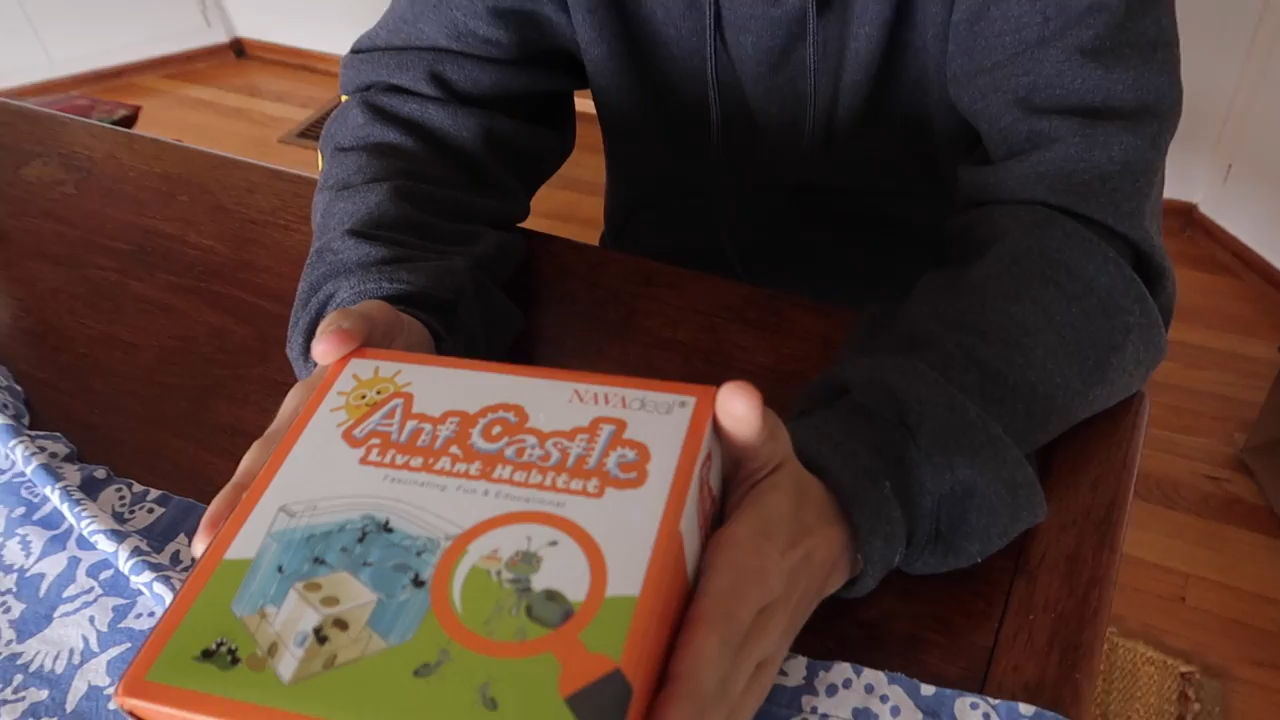 NAVAdeal®
Ant Castle
Live Ant Habitat
Fascinating, Fun & Educational